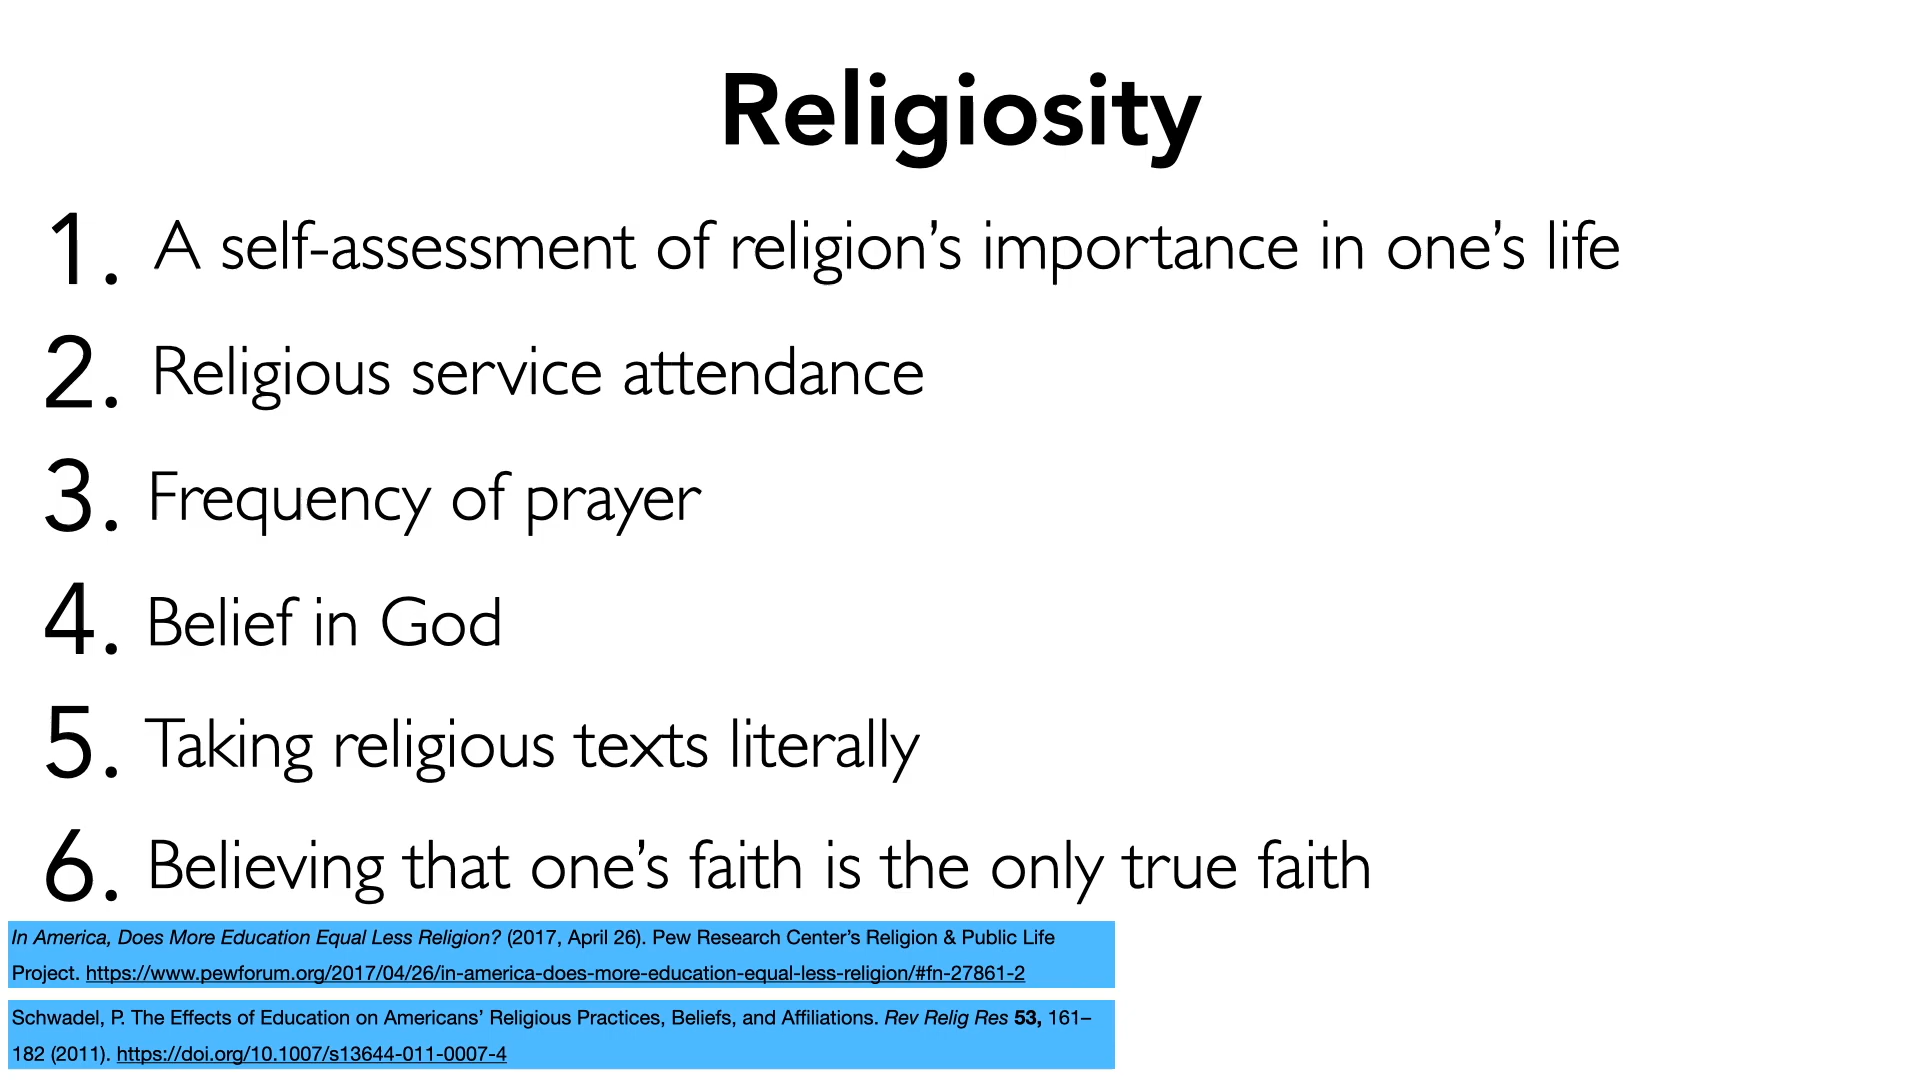 Religiosity
1. A self-assessment of religion’s importance in one’s life
2. Religious service attendance
3. Frequency of prayer
4. Belief in God
5. Taking religious texts literally
6. Believing that one’s faith is the only true faith
In America, Does More Education Equal Less Religion? (2017, April 26). Pew Research Center’s Religion & Public Life
Project. https://www.pewforum.org/2017/04/26/in-america-does-more-education-equal-less-religion/#fn-27861-2
Schwadel, P. The Effects of Education on Americans’ Religious Practices, Beliefs, and Affiliations. Rev Relig Res 53, 161–
182 (2011). https://doi.org/10.1007/s13644-011-0007-4